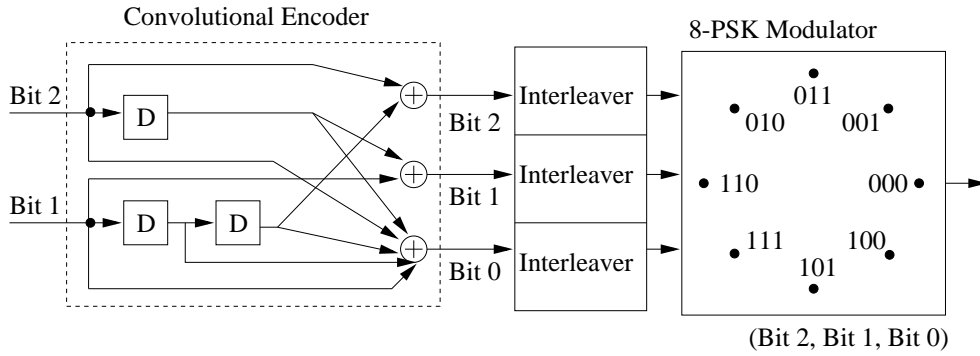 Convolutional Encoder
8-PSK Modulator
Bit 2
D
Bit 2
Interleaver
011
010
001
Bit 1
Interleaver
110
000
Bit 1
D
D
Bit 0
Interleaver
111
100
101
(Bit 2, Bit 1, Bit 0)